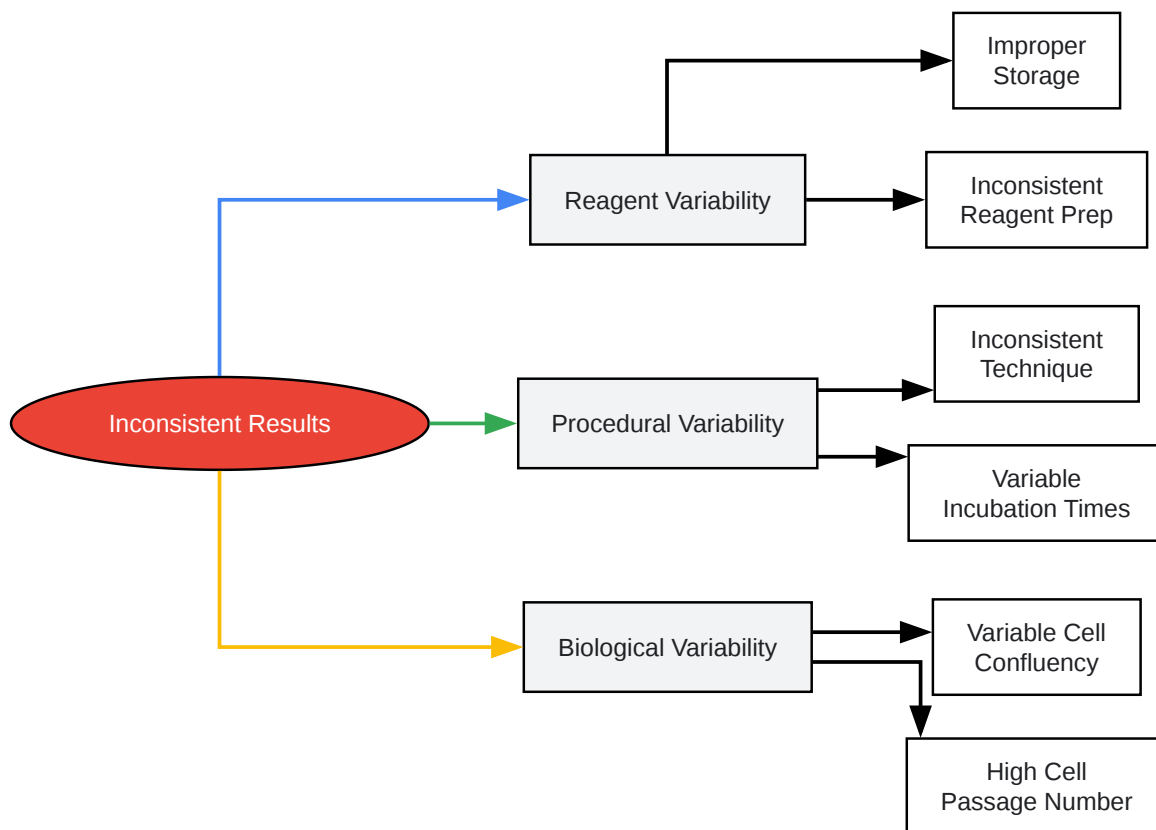 Improper
Storage
Reagent Variability
Inconsistent
Reagent Prep
Inconsistent
Technique
Inconsistent Results
Procedural Variability
Variable
Incubation Times
Biological Variability
Variable Cell
Confluency
High Cell
Passage Number